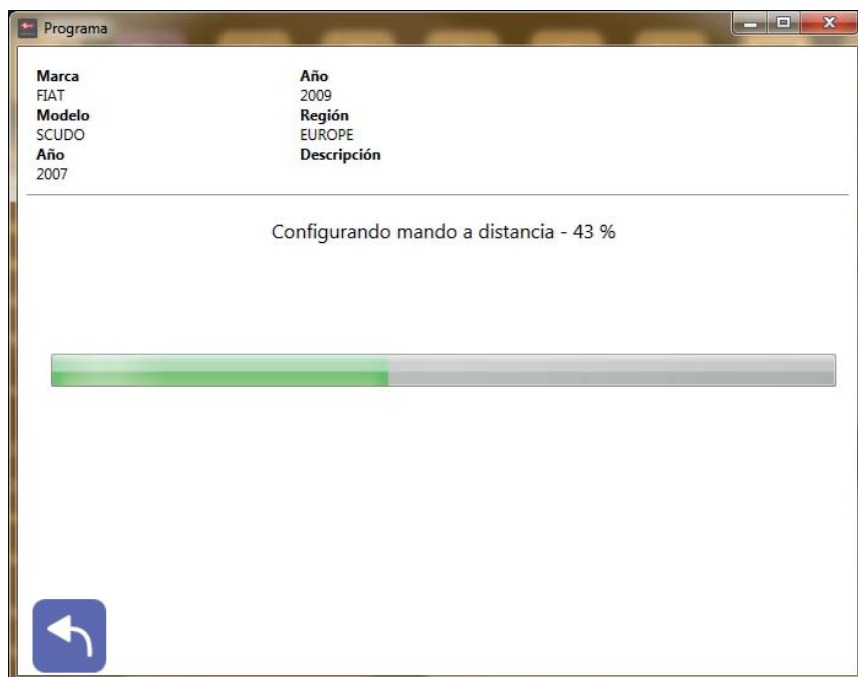 Programa
Marca
FIAT
Modelo
SCUDO
Año
2007
Año
2009
Región
EUROPE
Descripción
Configurando mando a distancia - 43 %